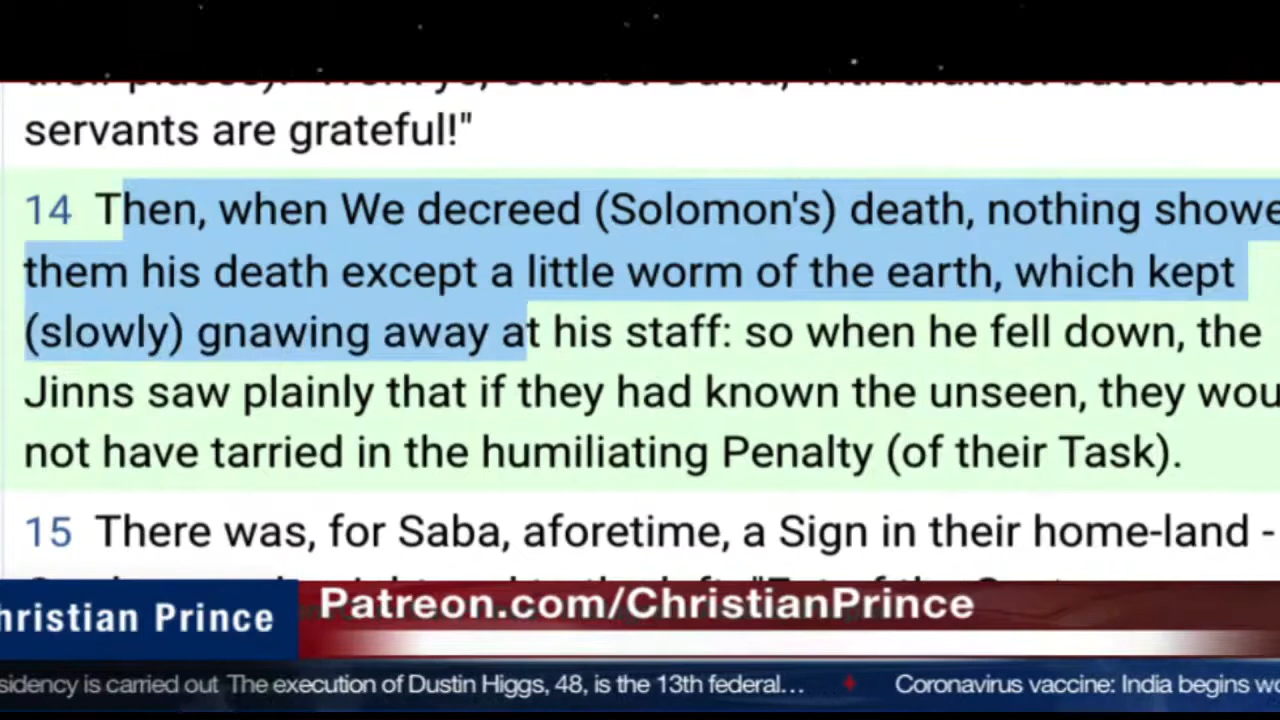 servants are grateful!"
14 Then, when We decreed (Solomon's) death, nothing showe
them his death except a little worm of the earth, which kept
(slowly) gnawing away at his staff: so when he fell down, the
Jinns saw plainly that if they had known the unseen, they wou
not have tarried in the humiliating Penalty (of their Task).
15 There was, for Saba, aforetime, a Sign in their home-land -
hristian Prince
Patreon.com/ChristianPrince
sidency is carried out The execution of Dustin Higgs, 48, is the 13th federal... Coronavirus vaccine: India begins wo